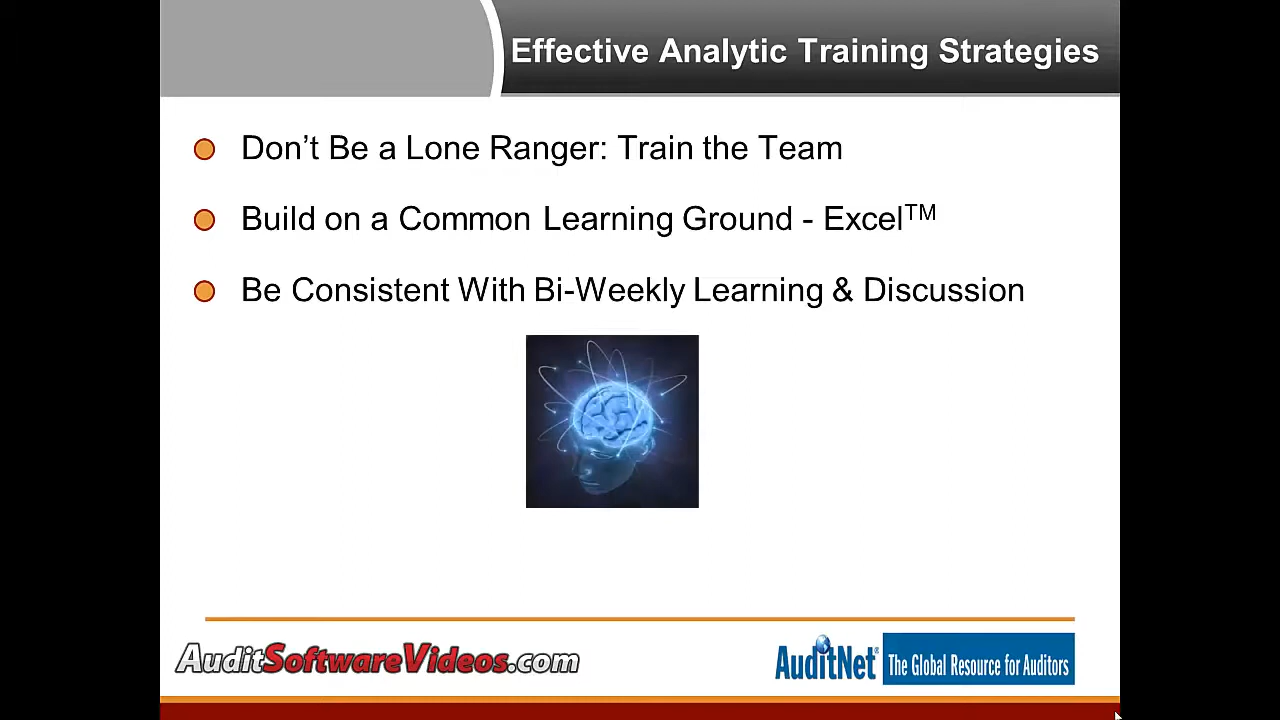 Effective Analytic Training Strategies
Don’t Be a Lone Ranger: Train the Team
Build on a Common Learning Ground - Excel™
Be Consistent With Bi-Weekly Learning & Discussion
AuditSoftwareVideos.com
AuditNet® The Global Resource for Auditors